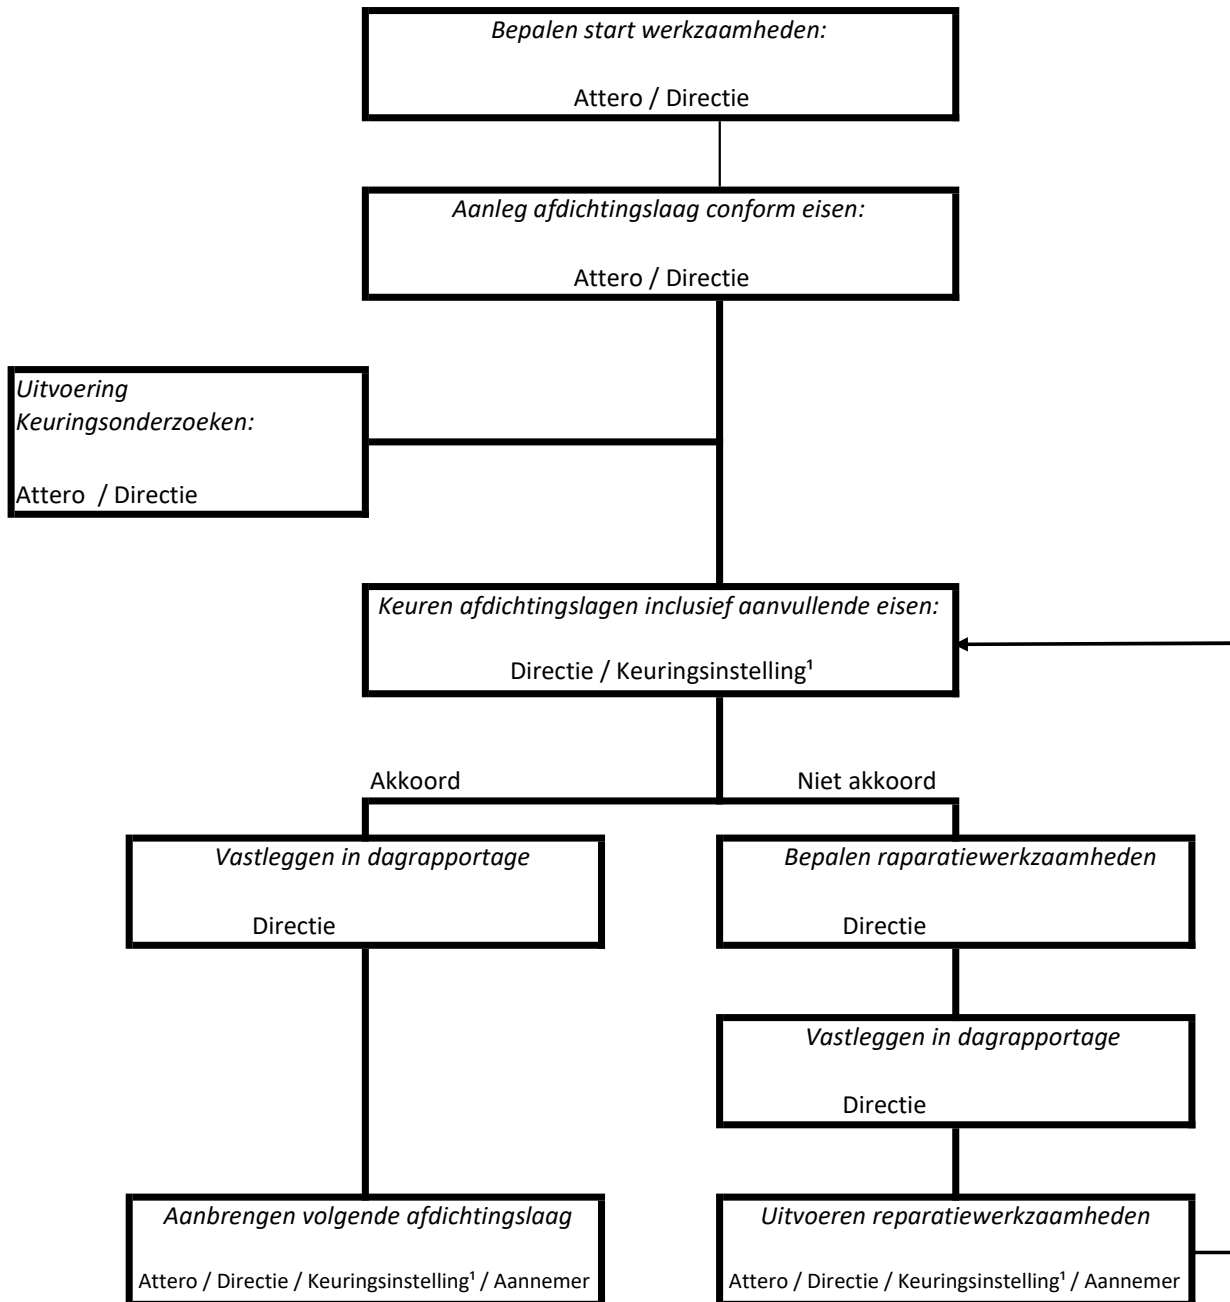 Bepalen start werkzaamheden:
Attero / Directie
Aanleg afdichtingslaag conform eisen:
Attero / Directie
Uitvoering
Keuringsonderzoeken:
Attero  / Directie
Keuren afdichtingslagen inclusief aanvullende eisen:
Directie / Keuringsinstelling¹
Akkoord
Niet akkoord
Vastleggen in dagrapportage
Directie
Bepalen raparatiewerkzaamheden
Directie
Vastleggen in dagrapportage
Directie
Aanbrengen volgende afdichtingslaag
Attero / Directie / Keuringsinstelling¹ / Aannemer
Uitvoeren reparatiewerkzaamheden
Attero / Directie / Keuringsinstelling¹ / Aannemer